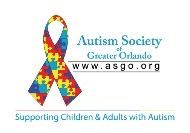 Autism Society
of
Greater Orlando
www.asgo.org
Supporting Children & Adults with Autism